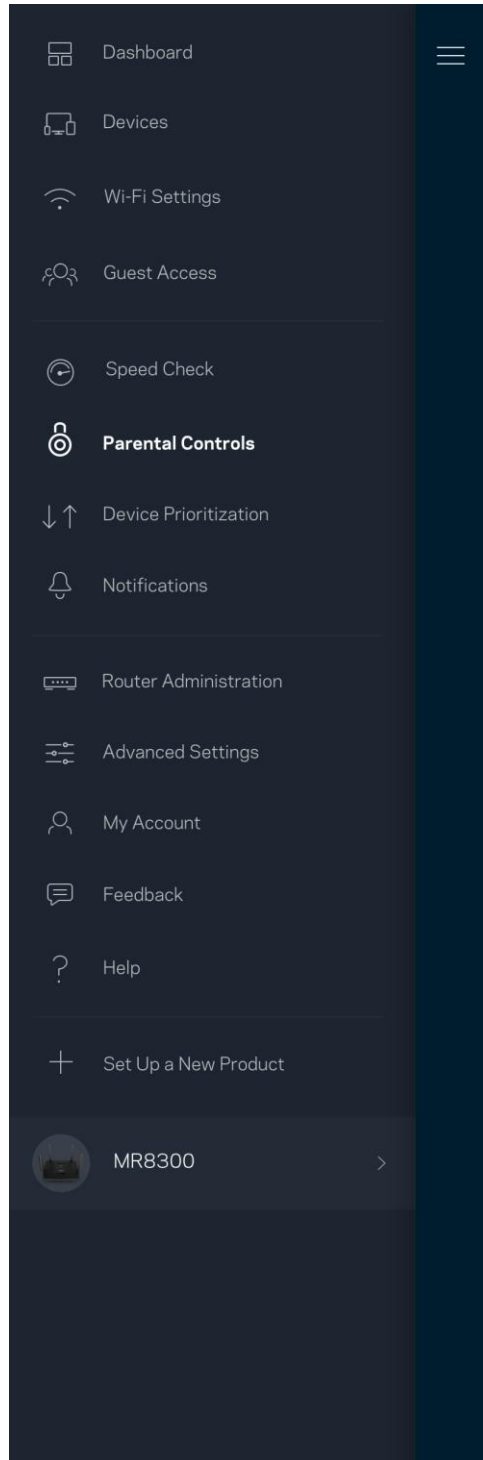 Dashboard
Devices
Wi-Fi Settings
Guest Access
Speed Check
Parental Controls
Device Prioritization
Notifications
Router Administration
Advanced Settings
My Account
Feedback
Help
Set Up a New Product
MR8300